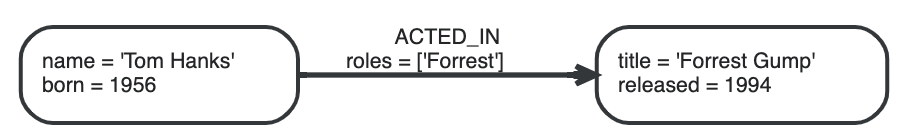 name = 'Tom Hanks'
born = 1956
ACTED_IN
roles = ['Forrest']
title = 'Forrest Gump'
released = 1994